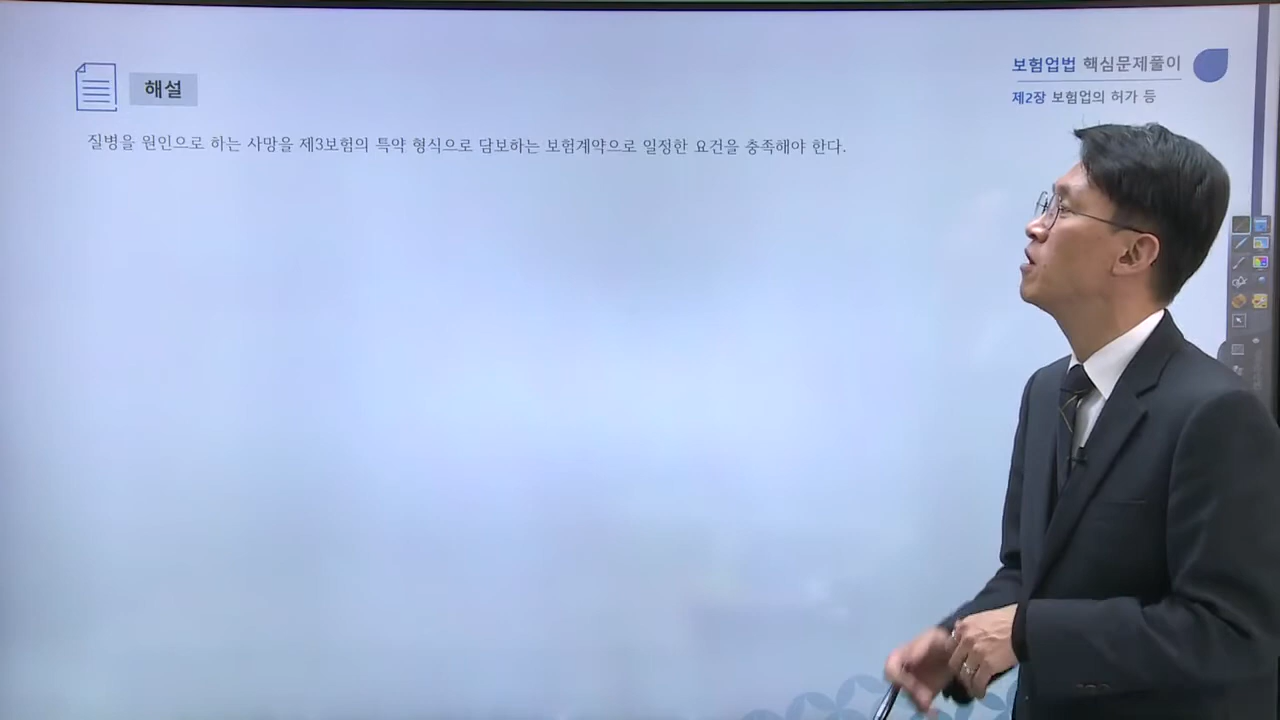 보험업법 핵심문제풀이
제2장 보험업의 허가 등
해설
질병을 원인으로 하는 사망을 제3보험의 특약 형식으로 담보하는 보험계약으로 일정한 요건을 충족해야 한다.